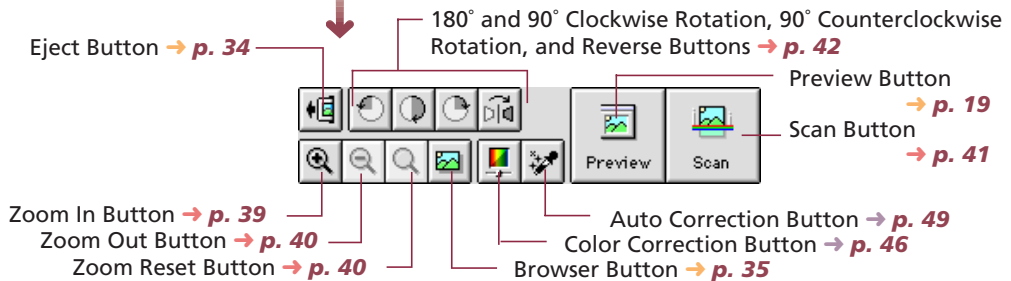 180˚ and 90˚ Clockwise Rotation, 90˚ Counterclockwise
Rotation, and Reverse Buttons ➜ p. 42
Eject Button ➜ p. 34
Preview Button
➜ p. 19
Scan Button
➜ p. 41
Preview
Scan
Zoom In Button ➜ p. 39
Zoom Out Button ➜ p. 40
Zoom Reset Button ➜ p. 40
Auto Correction Button ➜ p. 49
Color Correction Button ➜ p. 46
Browser Button ➜ p. 35